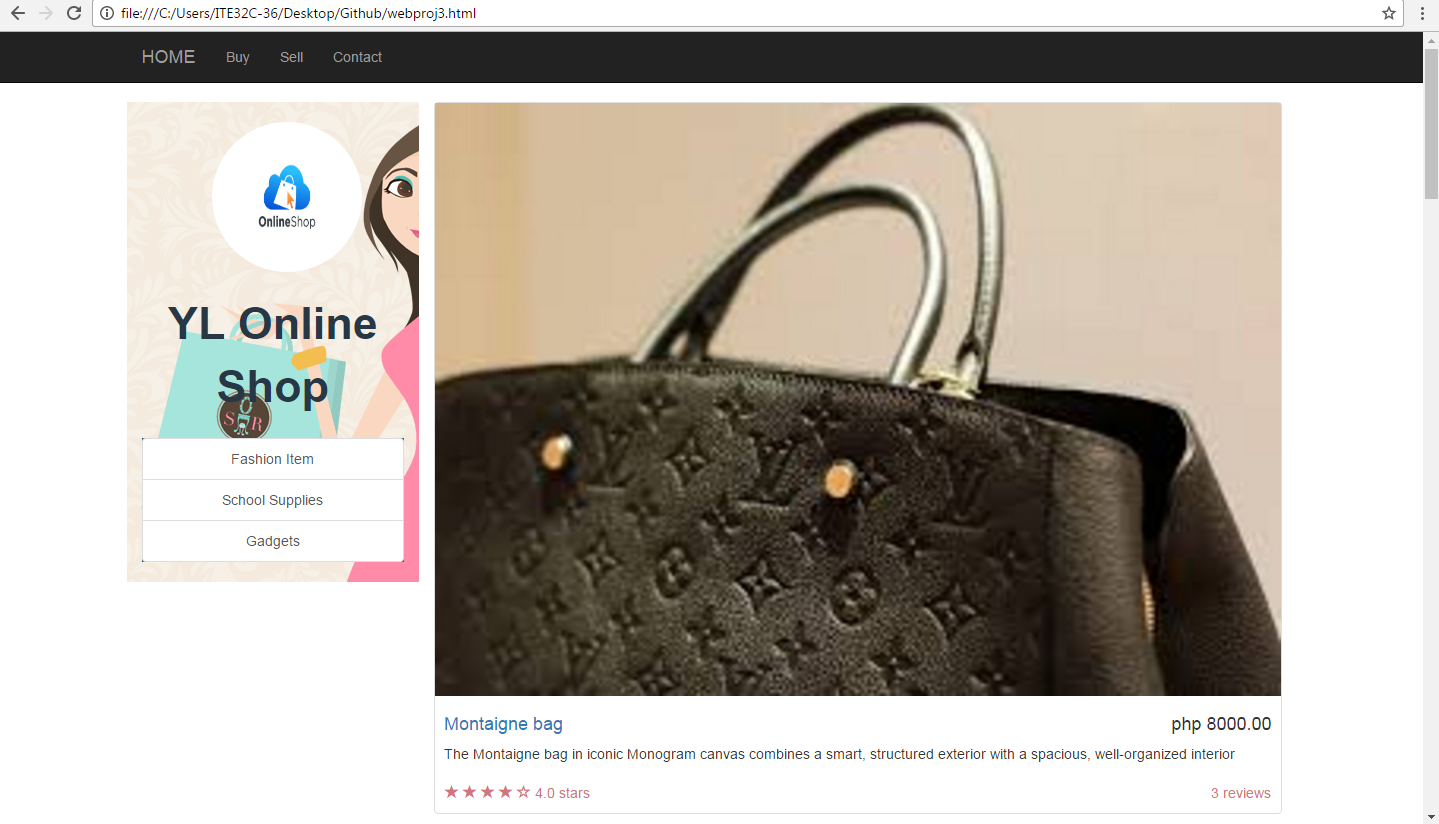 file:///C:/Users/ITE32C-36/Desktop/Github/webproj3.html
HOME Buy Sell Contact
OnlineShop
YL Online
Shop
S R
Fashion Item
School Supplies
Gadgets
Montaigne bag php 8000.00
The Montaigne bag in iconic Monogram canvas combines a smart, structured exterior with a spacious, well-organized interior
4.0 stars 3 reviews